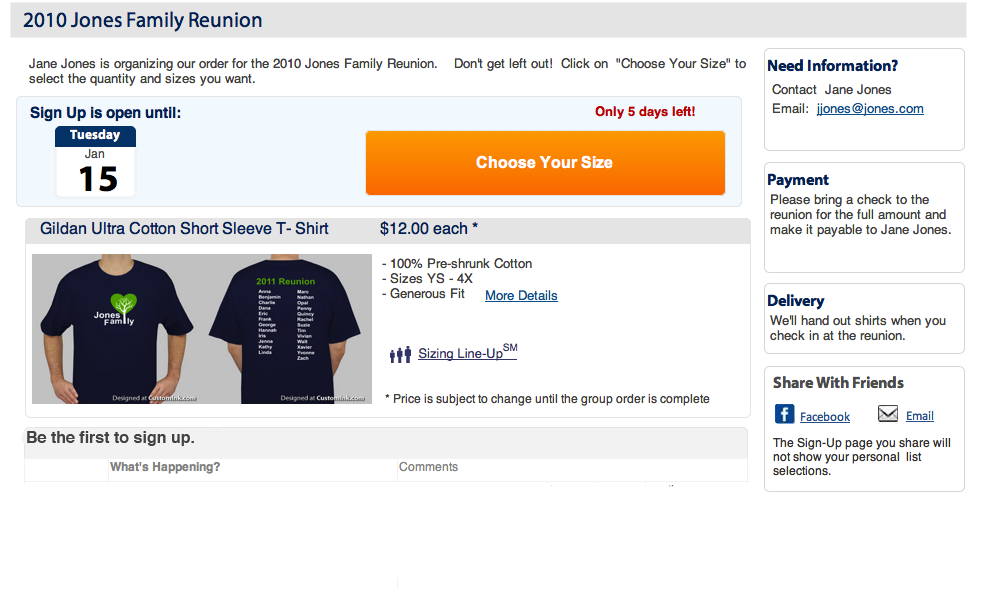 2010 Jones Family Reunion
Jane Jones is organizing our order for the 2010 Jones Family Reunion. Don't get left out! Click on "Choose Your Size" to
select the quantity and sizes you want.
Sign Up is open until:
Only 5 days left!
Tuesday
Jan
15
Choose Your Size
Gildan Ultra Cotton Short Sleeve T- Shirt
$12.00 each *
Jones
Family
Designed at CustomInk.com
2011 Reunion
Anna Marc
Benjamin Nathan
Charlie Opal
Dana Penny
Eric Quincy
Frank Rachel
George Suzie
Hannah Tim
Iris Vivian
Jenna Walt
Kathy Xavier
Linda Yvonne
Zach
Designed at CustomInk.com
- 100% Pre-shrunk Cotton
- Sizes YS - 4X
- Generous Fit More Details
Sizing Line-Up SM
* Price is subject to change until the group order is complete
Be the first to sign up.
What's Happening?
Comments
Need Information?
Contact Jane Jones
Email: jjones@jones.com
Payment
Please bring a check to the
reunion for the full amount and
make it payable to Jane Jones.
Delivery
We'll hand out shirts when you
check in at the reunion.
Share With Friends
f Facebook
Email
The Sign-Up page you share will
not show your personal list
selections.